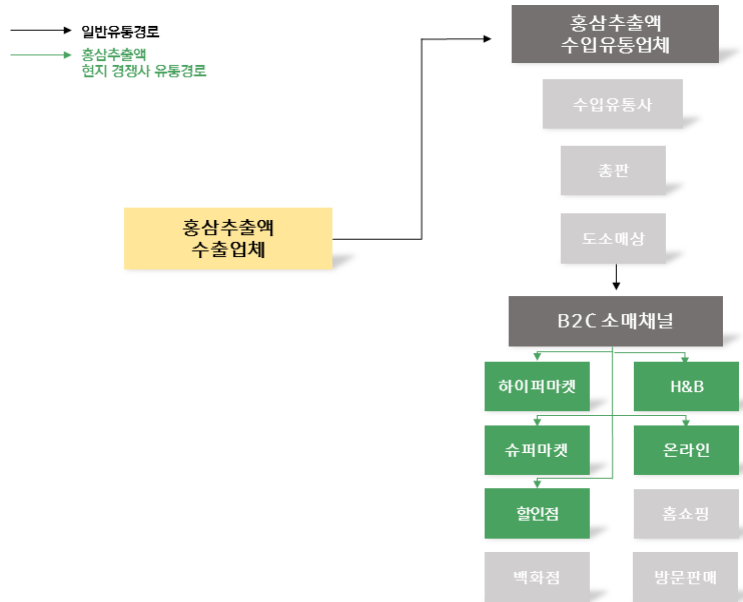 일반유통경로
홍삼추출액
현지 경쟁사 유통경로
홍삼추출액
수입유통업체
수입유통사
총판
도소매상
홍삼추출액
수출업체
B2C 소매채널
하이퍼마켓
H&B
슈퍼마켓
온라인
할인점
홈쇼핑
백화점
방문판매